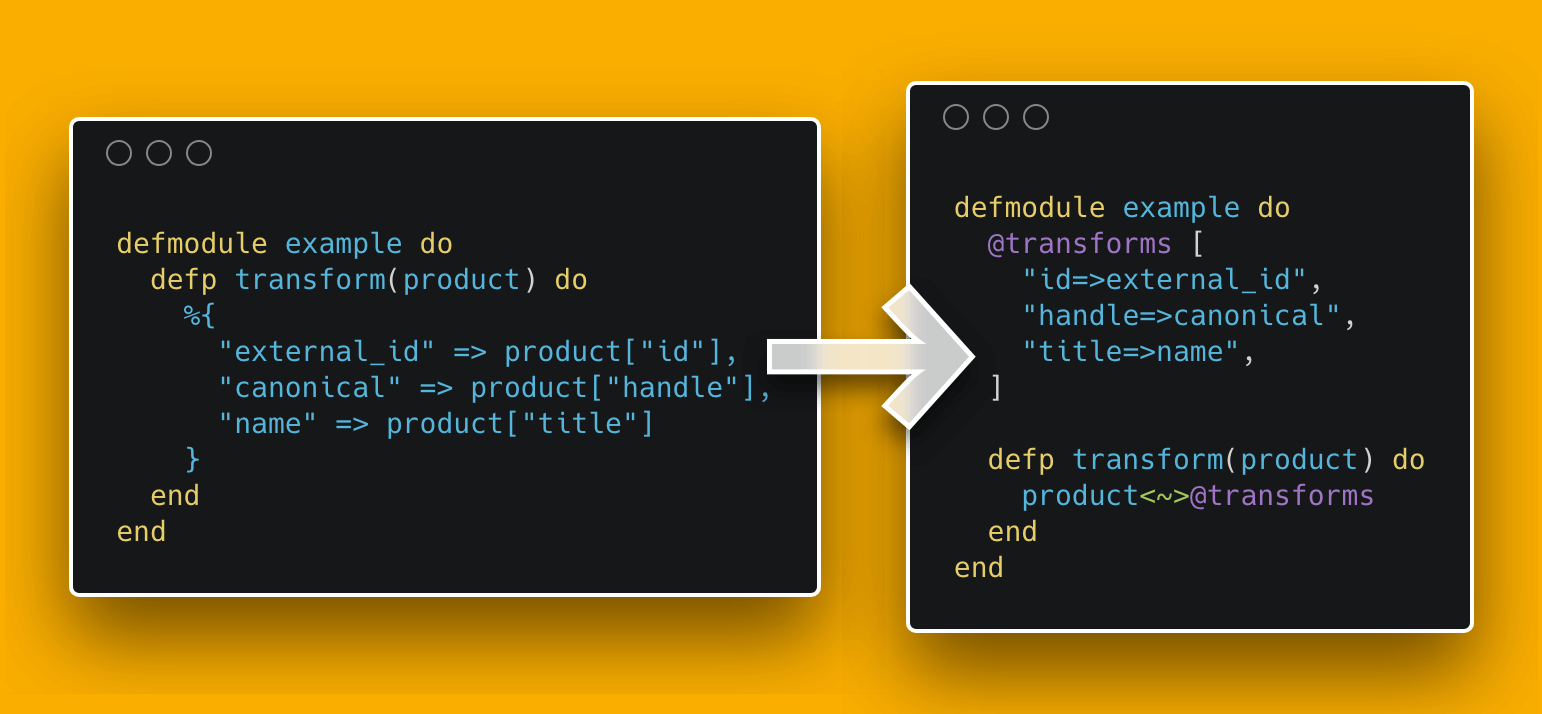 defmodule example do
  defp transform(product) do
    %{
      "external_id" => product["id"],
      "canonical" => product["handle"],
      "name" => product["title"]
    }
  end
end
defmodule example do
  @transforms [
    "id=>external_id",
    "handle=>canonical",
    "title=>name",
  ]
  defp transform(product) do
    product<~>@transforms
  end
end